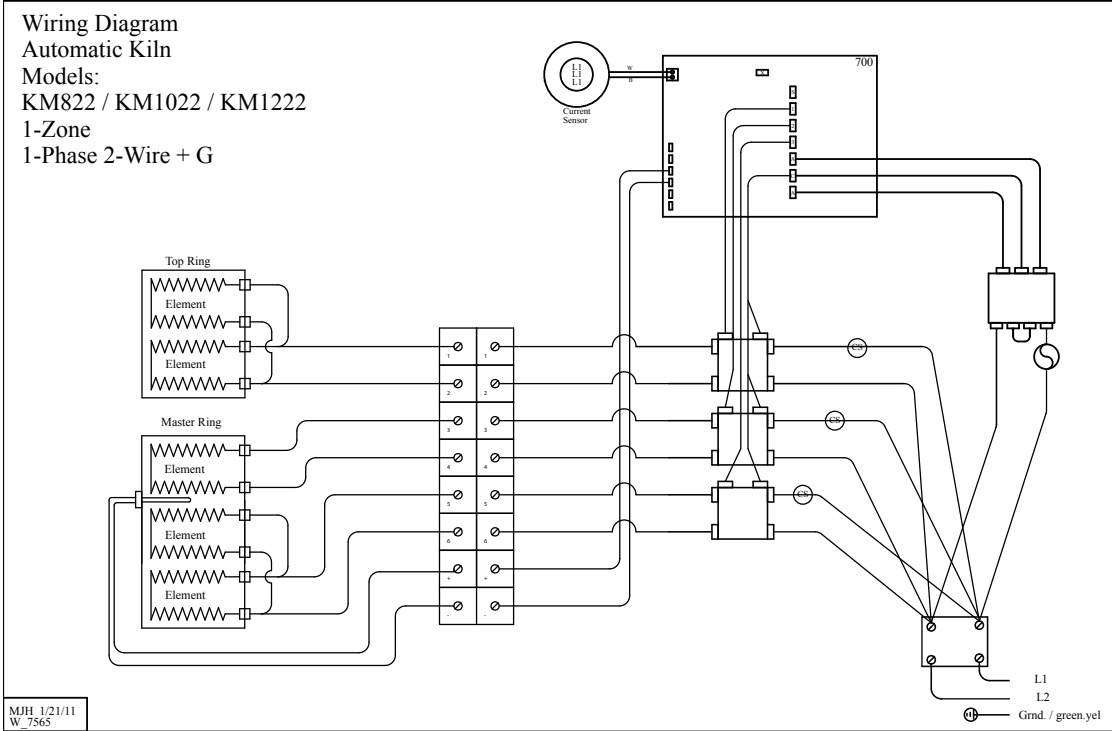 Wiring Diagram
Automatic Kiln
Models:
KM822 / KM1022 / KM1222
1-Zone
1-Phase 2-Wire + G
L1
L1
L1
W
B
Current
Sensor
700
Top Ring
Element
Element
Master Ring
Element
Element
Element
1
1
2
2
3
3
4
4
5
5
6
6
+
+
-
-
CS
CS
CS
L1
L2
Grnd. / green.yel
MJH 1/21/11
W_7565